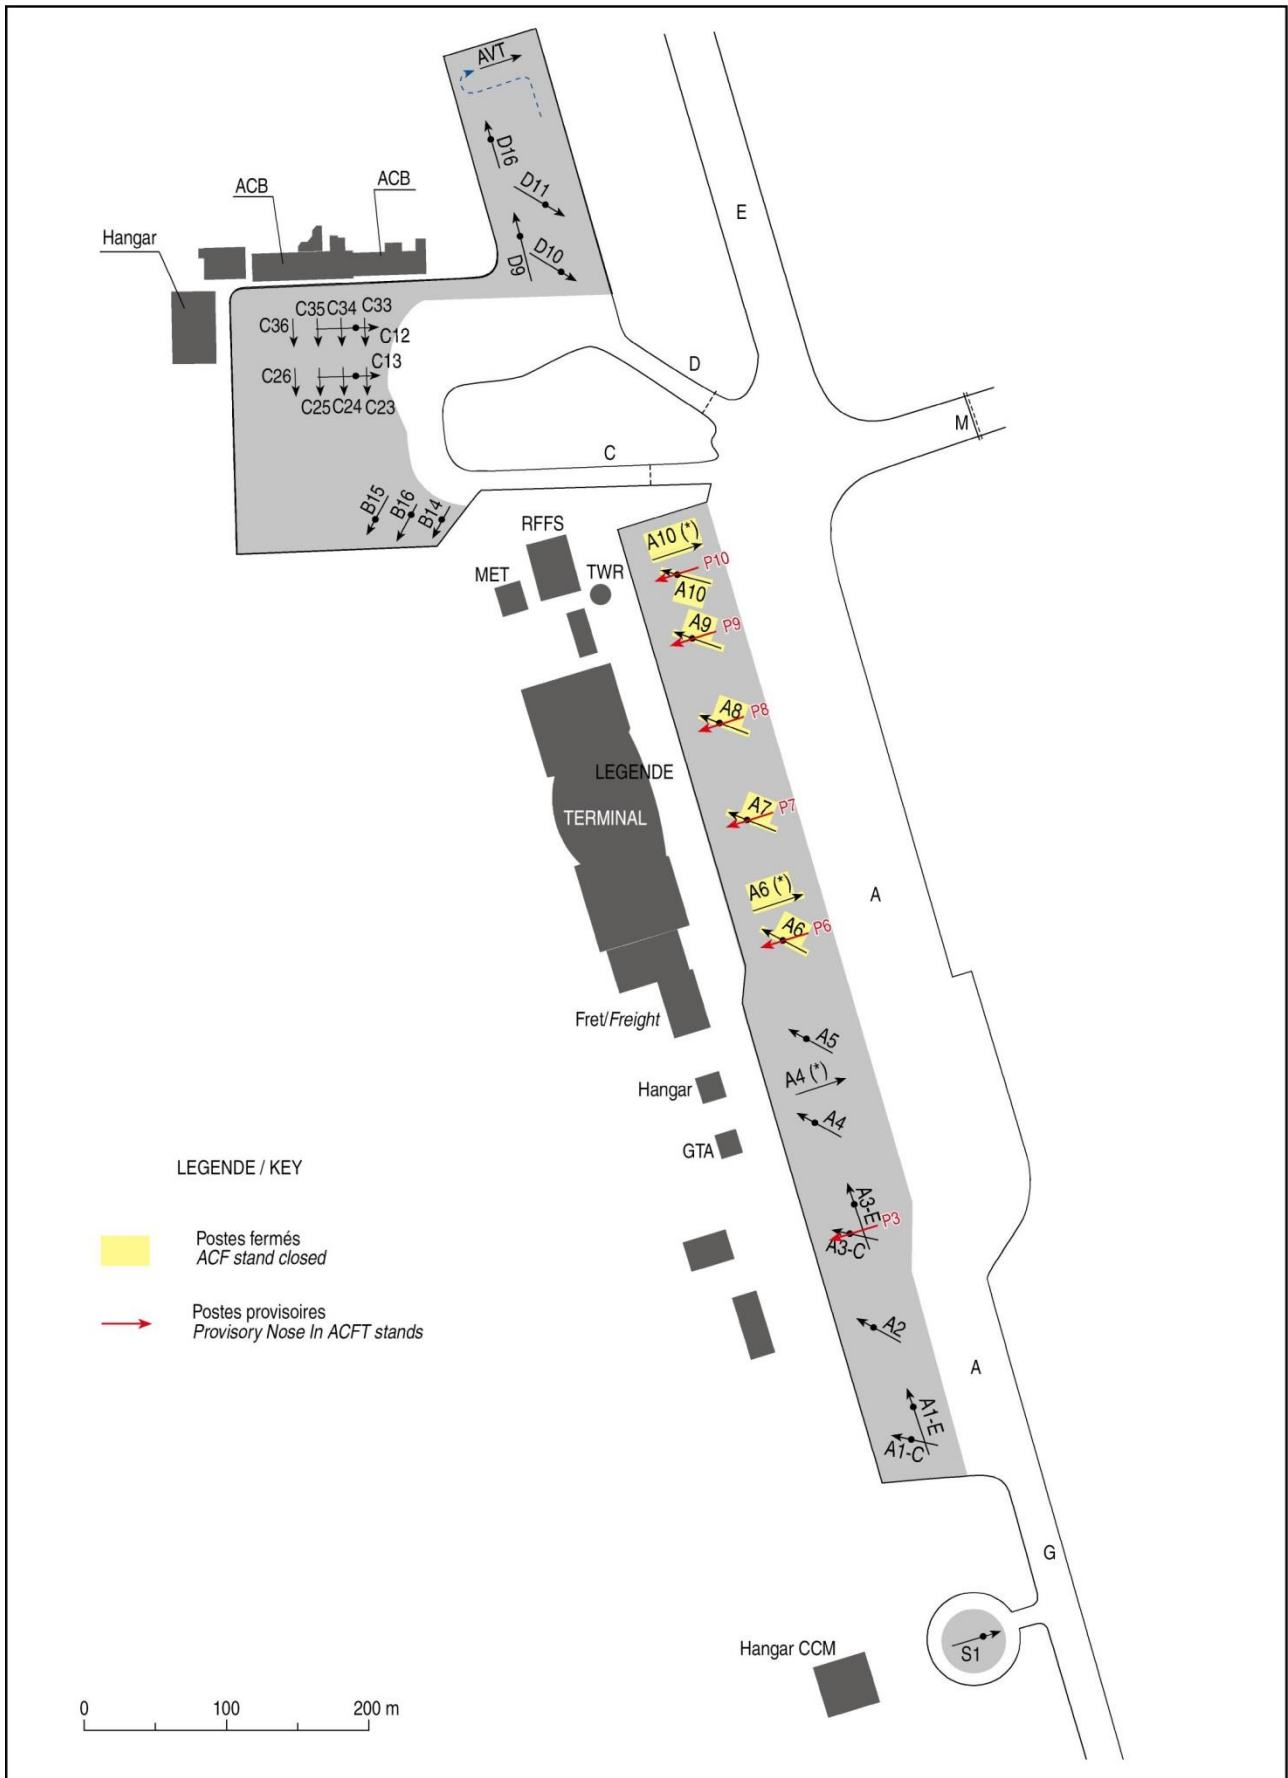 AVT
D16
D11
D9
D10
E
ACB
ACB
Hangar
C35
C34
C33
C36
C12
C13
C26
C25
C24
C23
D
M
C
B15
B16
B14
RFFS
MET
TWR
A10 (*)
P10
A10
A9
P9
A8
P8
LEGENDE
TERMINAL
A7
P7
A6 (*)
A
A6
P6
Fret/Freight
A5
A4 (*)
Hangar
A4
GTA
A3-E
P3
A3-C
LEGENDE / KEY
Postes fermés
ACF stand closed
Postes provisoires
Provisory Nose In ACFT stands
A2
A
A1-E
A1-C
G
S1
Hangar CCM
0 100 200 m